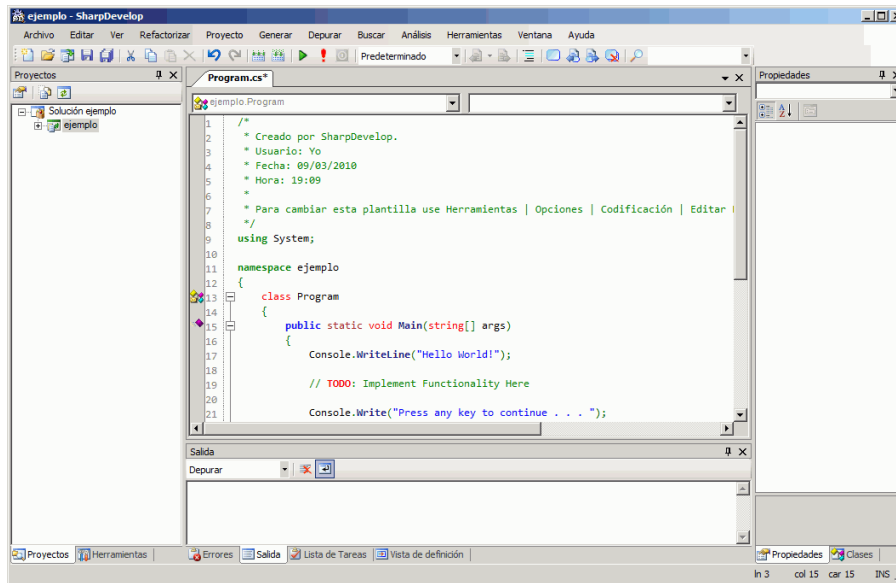 ejemplo - SharpDevelop
Archivo Editar Ver Refactorizar Proyecto Generar Depurar Buscar Análisis Herramientas Ventana Ayuda
Predeterminado
Proyectos
Solución ejemplo
ejemplo
Program.cs*
ejemplo.Program
1 /*
2 * Creado por SharpDevelop.
3 * Usuario: Yo
4 * Fecha: 09/03/2010
5 * Hora: 19:09
6 *
7 * Para cambiar esta plantilla use Herramientas | Opciones | Codificación | Editar
8 */
9 using System;
10
11 namespace ejemplo
12 {
13 class Program
14 {
15 public static void Main(string[] args)
16 {
17 Console.WriteLine("Hello World!");
18
19 // TODO: Implement Functionality Here
20
21 Console.Write("Press any key to continue . . . ");
Propiedades
Salida
Depurar
Proyectos Herramientas
Errores Salida Lista de Tareas Vista de definición
Propiedades Clases
ln 3 col 15 car 15 INS